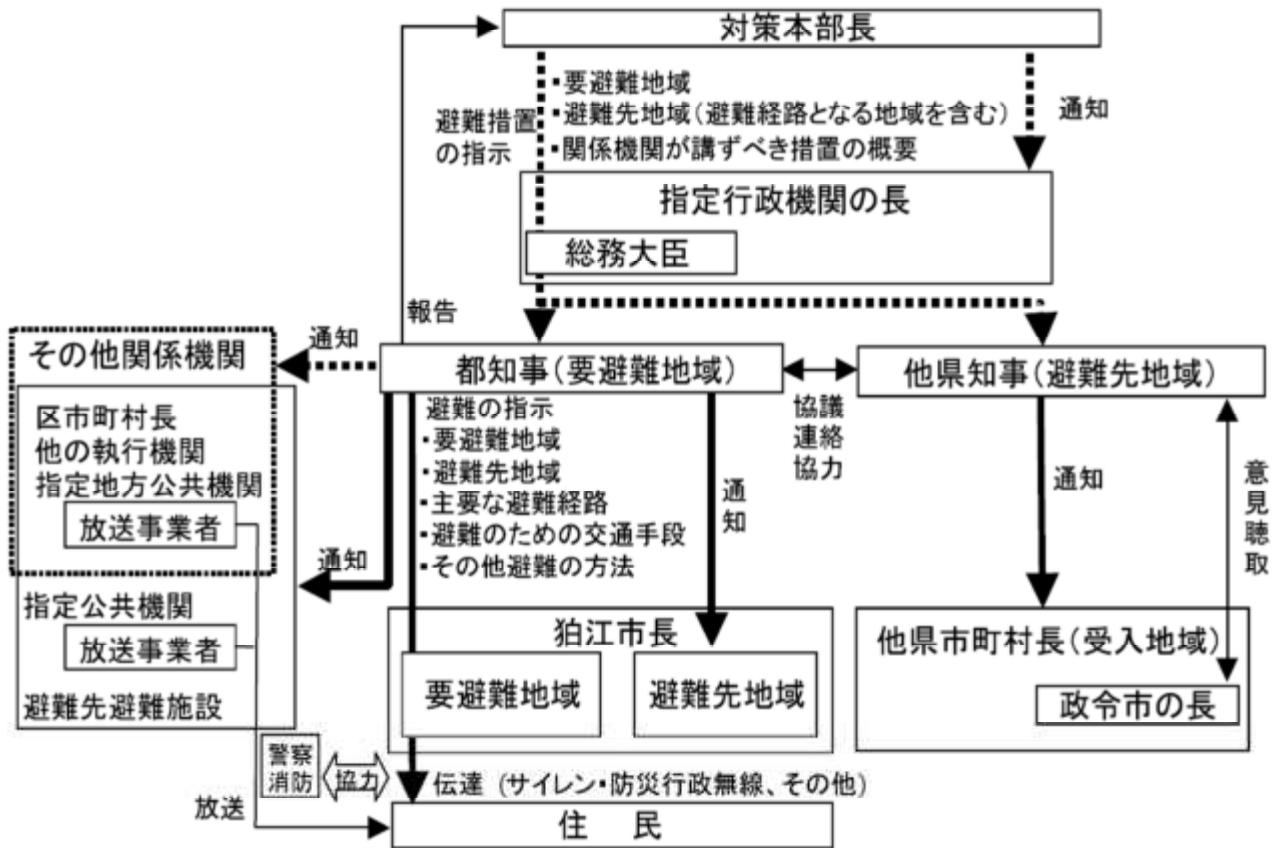 対策本部長
・要避難地域
・避難先地域(避難経路となる地域を含む)
・関係機関が講ずべき措置の概要
避難措置
の指示
通知
指定行政機関の長
総務大臣
報告
通知
その他関係機関
都知事(要避難地域)
他県知事(避難先地域)
協議
連絡
協力
区市町村長
他の執行機関
指定地方公共機関
放送事業者
避難の指示
・要避難地域
・避難先地域
・主要な避難経路
・避難のための交通手段
・その他避難の方法
通知
通知
意見聴取
通知
指定公共機関
放送事業者
避難先避難施設
狛江市長
要避難地域
避難先地域
他県市町村長(受入地域)
政令市の長
警察
消防
協力
伝達 (サイレン・防災行政無線、その他)
放送
住 民